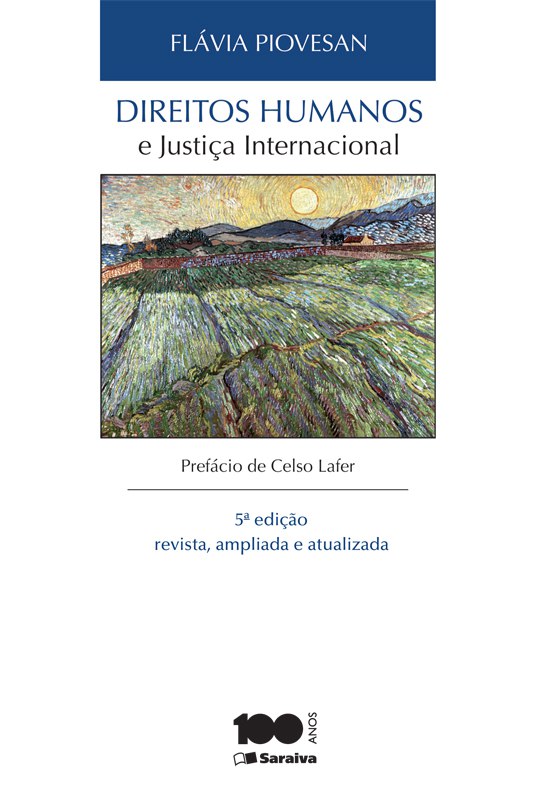 FLÁVIA PIOVESAN
DIREITOS HUMANOS
e Justiça Internacional
Prefácio de Celso Lafer
5ª edição
revista, ampliada e atualizada
100 ANOS
Saraiva